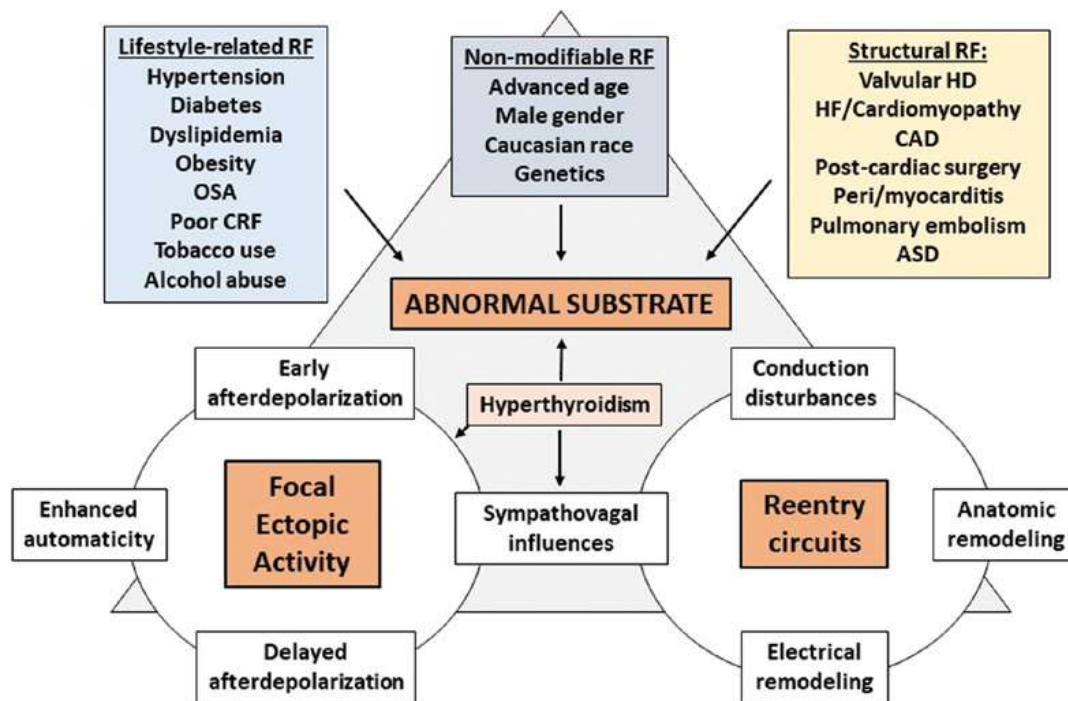 Lifestyle-related RF
Hypertension
Diabetes
Dyslipidemia
Obesity
OSA
Poor CRF
Tobacco use
Alcohol abuse
Non-modifiable RF
Advanced age
Male gender
Caucasian race
Genetics
Structural RF:
Valvular HD
HF/Cardiomyopathy
CAD
Post-cardiac surgery
Peri/myocarditis
Pulmonary embolism
ASD
ABNORMAL SUBSTRATE
Early
afterdepolarization
Hyperthyroidism
Conduction
disturbances
Enhanced
automaticity
Focal
Ectopic
Activity
Sympathovagal
influences
Reentry
circuits
Anatomic
remodeling
Delayed
afterdepolarization
Electrical
remodeling